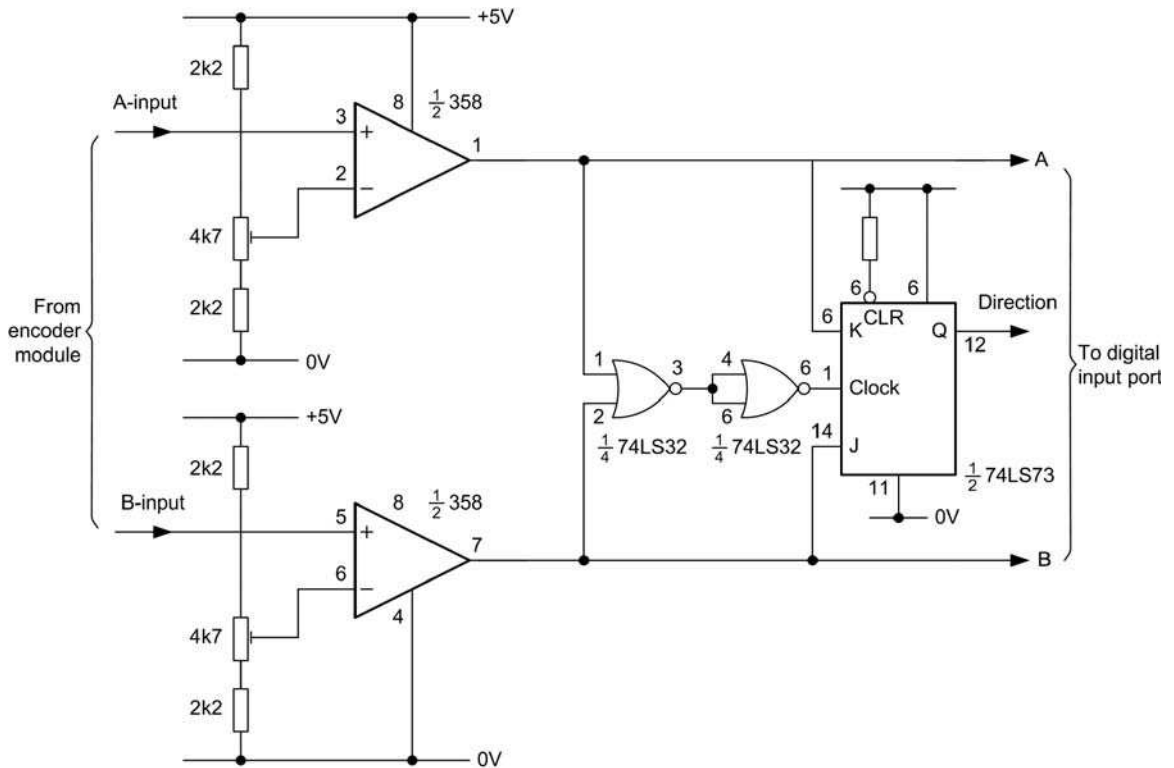 +5V
2k2
8
½ 358
A-input
3
+
1
A
2
−
4k7
6
6
Direction
From
encoder
module
2k2
6
CLR
K
Q
12
To digital
input port
0V
1
3
4
6
1
Clock
2
6
+5V
14
¼ 74LS32
¼ 74LS32
J
2k2
11
½ 74LS73
B-input
8
½ 358
0V
5
+
7
B
6
−
4
4k7
2k2
0V